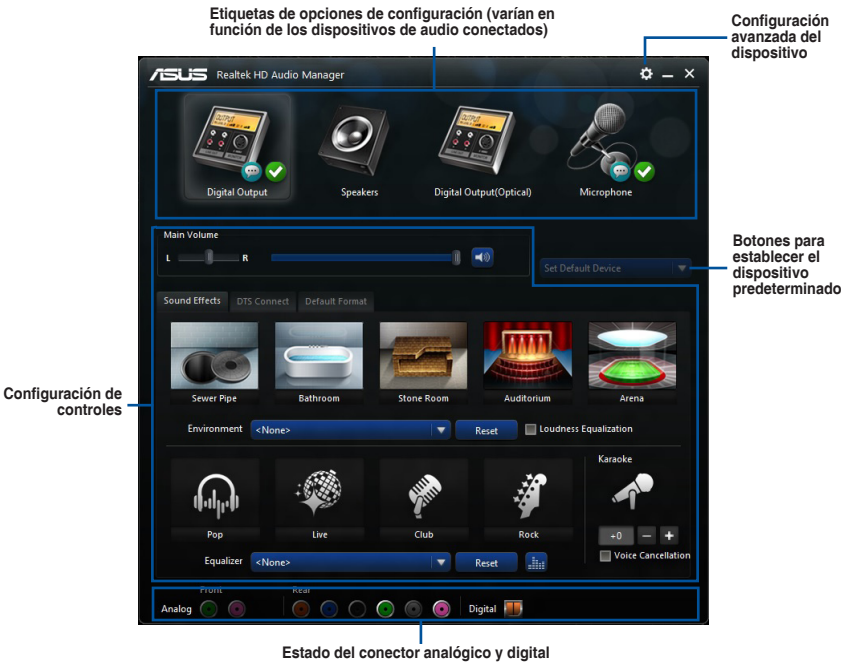 Etiquetas de opciones de configuración (varían en
función de los dispositivos de audio conectados)
Configuración
avanzada del
dispositivo
ASUS Realtek HD Audio Manager
OUTPUT
OUTPUT
Digital Output
Speakers
Digital Output(Optical)
Microphone
Main Volume
L
R
Set Default Device
Botones para
establecer el
dispositivo
predeterminado
Sound Effects
DTS Connect
Default Format
Configuración de
controles
Sewer Pipe
Bathroom
Stone Room
Auditorium
Arena
Environment
<None>
Reset
Loudness Equalization
Karaoke
Pop
Live
Club
Rock
+0
Equalizer
<None>
Reset
Voice Cancellation
Front
Rear
Analog
Digital
Estado del conector analógico y digital